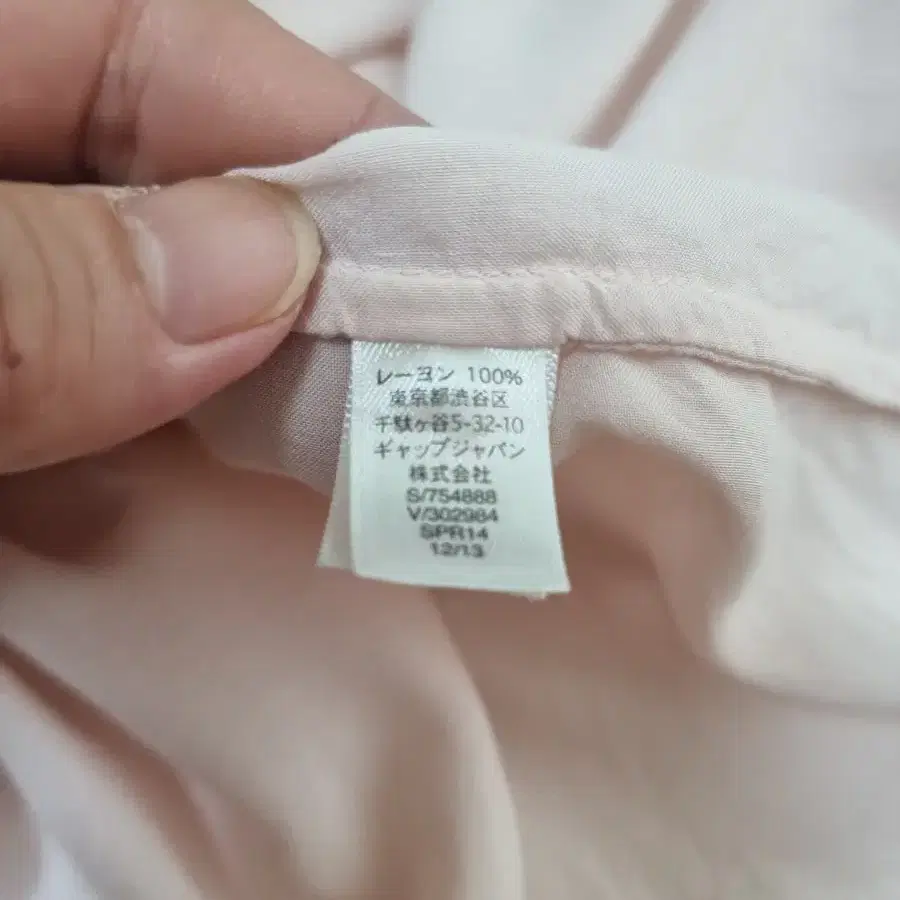 レーヨン 100%
東京都渋谷区
千駄ヶ谷5-32-10
ギャップジャパン
株式会社
S/754888
V/302984
SPR14
12/13